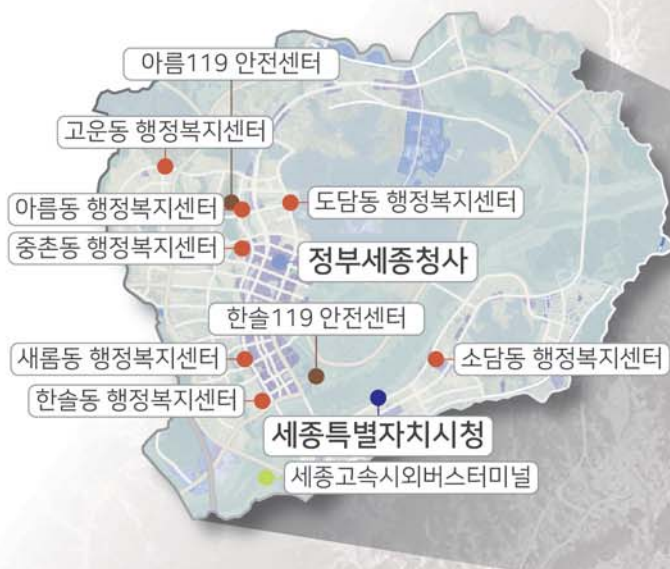 아름119 안전센터
고운동 행정복지센터
아름동 행정복지센터
도담동 행정복지센터
중촌동 행정복지센터
정부세종청사
한솔119 안전센터
새롬동 행정복지센터
소담동 행정복지센터
한솔동 행정복지센터
세종특별자치시청
세종고속시외버스터미널